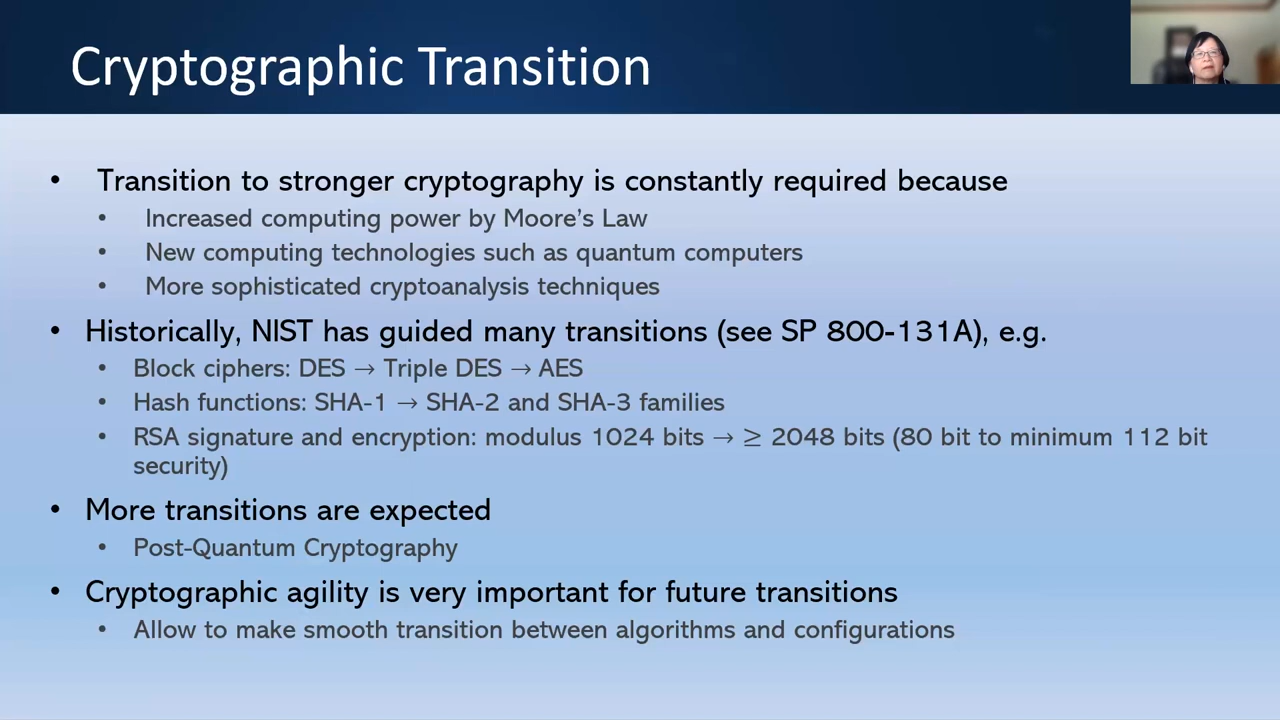 Cryptographic Transition
• Transition to stronger cryptography is constantly required because
• Increased computing power by Moore’s Law
• New computing technologies such as quantum computers
• More sophisticated cryptoanalysis techniques
• Historically, NIST has guided many transitions (see SP 800-131A), e.g.
• Block ciphers: DES → Triple DES → AES
• Hash functions: SHA-1 → SHA-2 and SHA-3 families
• RSA signature and encryption: modulus 1024 bits → ≥ 2048 bits (80 bit to minimum 112 bit
security)
• More transitions are expected
• Post-Quantum Cryptography
• Cryptographic agility is very important for future transitions
• Allow to make smooth transition between algorithms and configurations